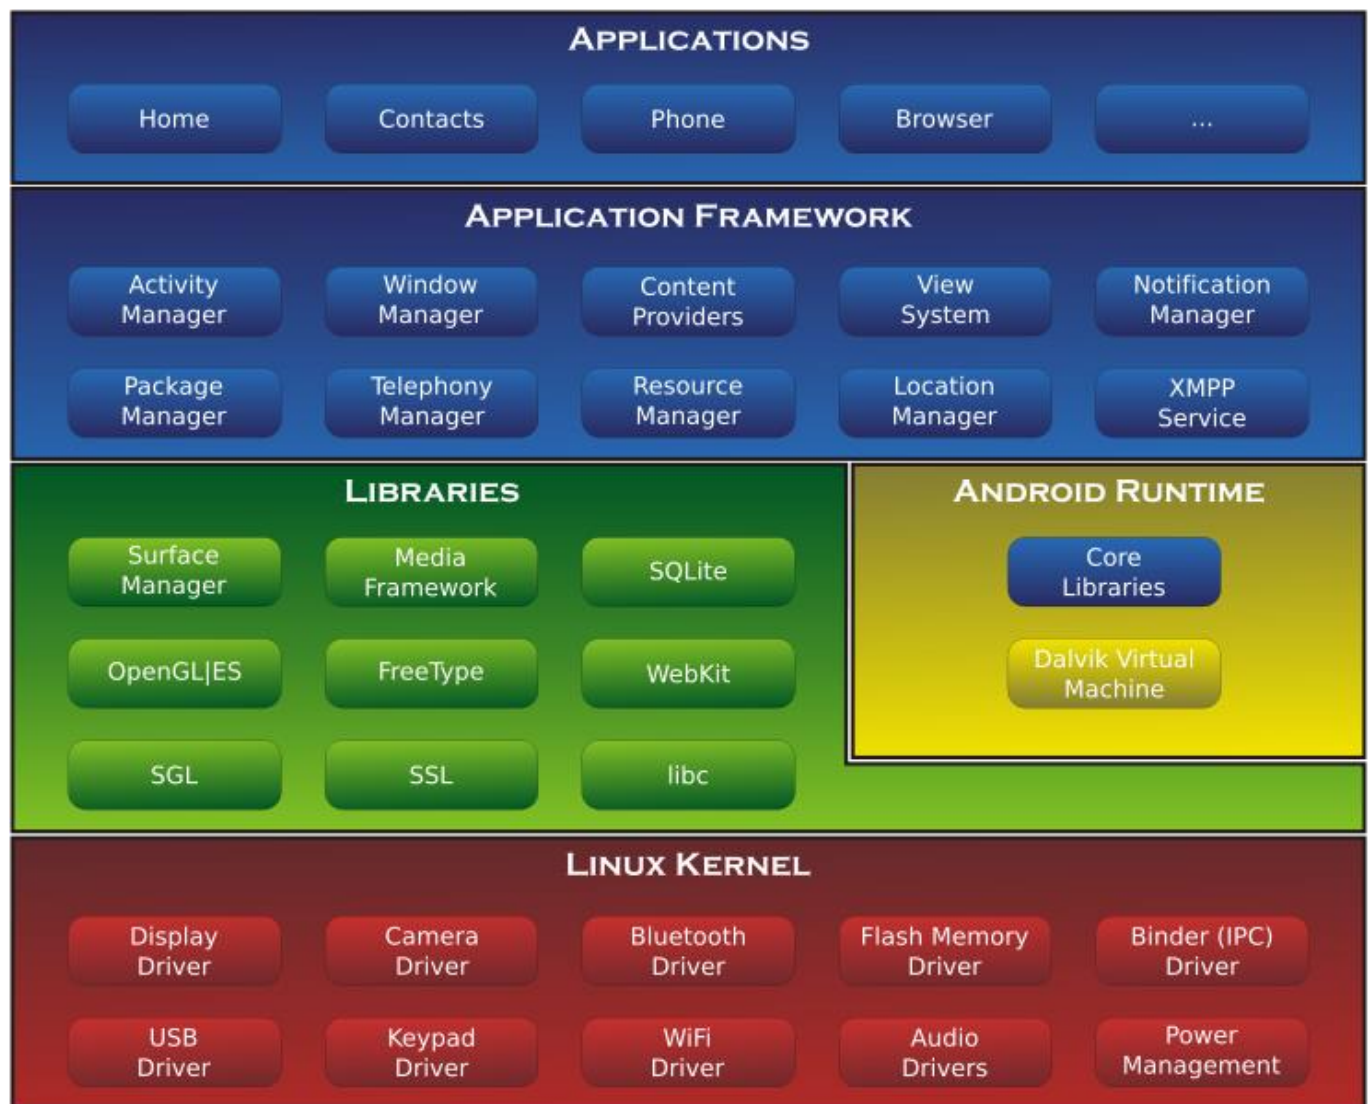 APPLICATIONS
Home
Contacts
Phone
Browser
...
APPLICATION FRAMEWORK
Activity
Manager
Window
Manager
Content
Providers
View
System
Notification
Manager
Package
Manager
Telephony
Manager
Resource
Manager
Location
Manager
XMPP
Service
LIBRARIES
Surface
Manager
Media
Framework
SQLite
OpenGL|ES
FreeType
WebKit
SGL
SSL
libc
ANDROID RUNTIME
Core
Libraries
Dalvik Virtual
Machine
LINUX KERNEL
Display
Driver
Camera
Driver
Bluetooth
Driver
Flash Memory
Driver
Binder (IPC)
Driver
USB
Driver
Keypad
Driver
WiFi
Driver
Audio
Drivers
Power
Management